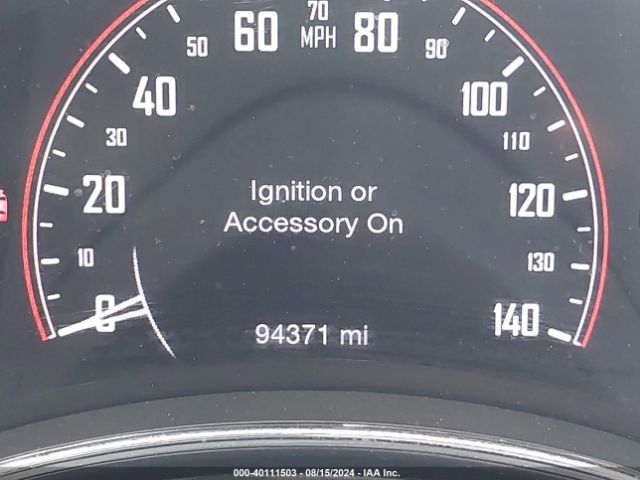 70
60 MPH 80
50 90
40 100
30 110
20 120
Ignition or
Accessory On
10 130
0 140
94371 mi
000-40111503 - 08/15/2024 - IAA Inc.